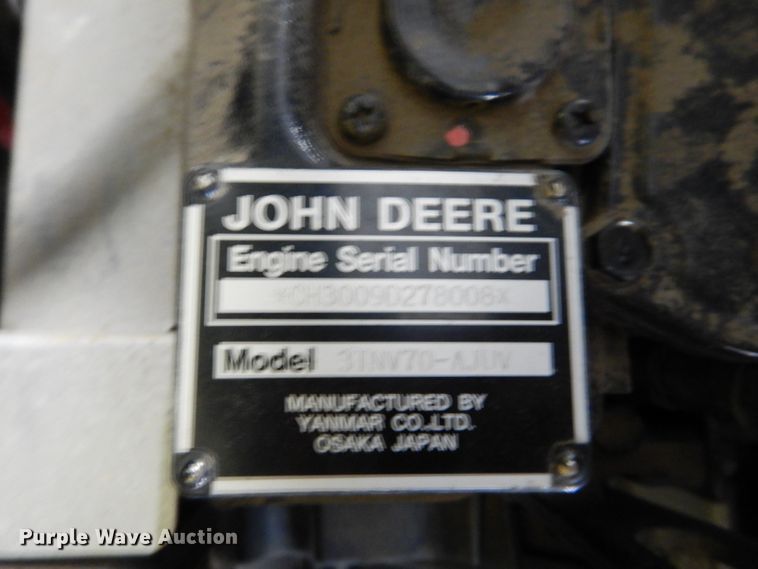 JOHN DEERE
Engine Serial Number
*CH3009D278008*
Model 3TNV70-AJUV
MANUFACTURED BY
YANMAR CO.,LTD.
OSAKA JAPAN
Purple Wave Auction®